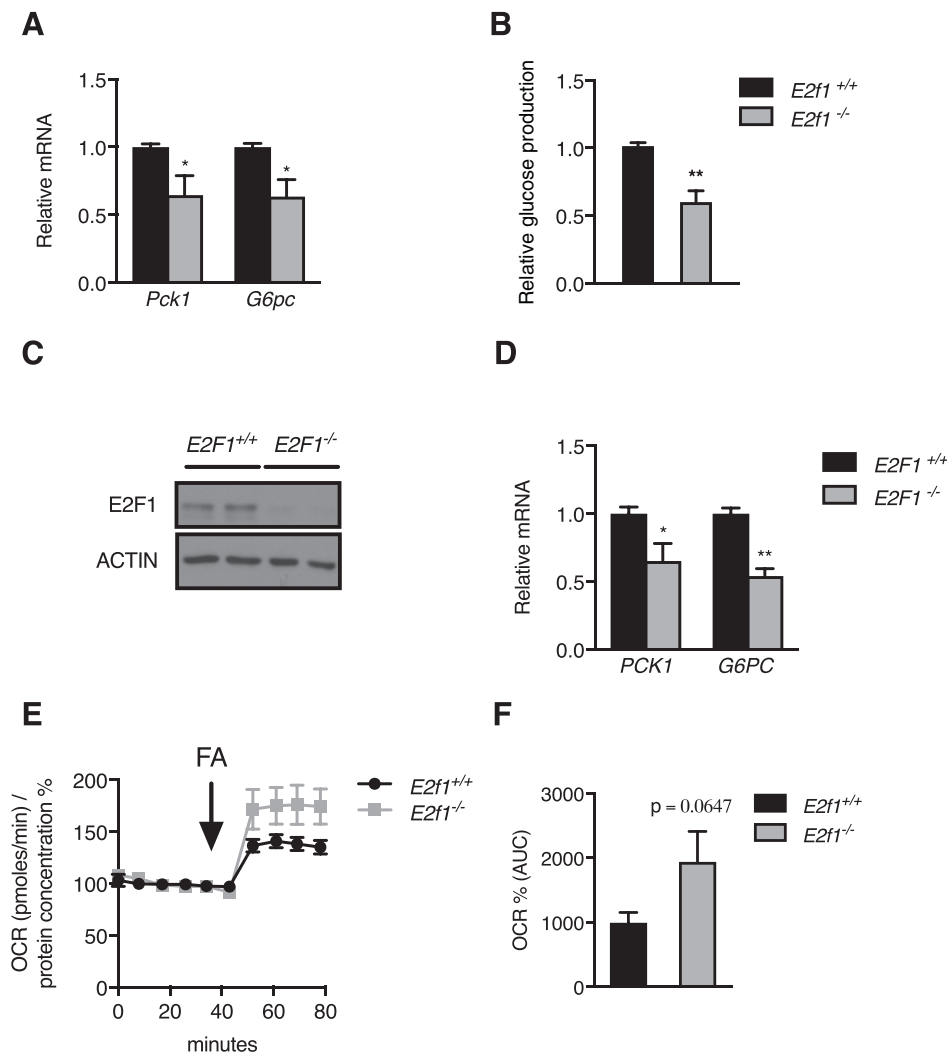 A
1.5
1.0
0.5
0.0
Relative mRNA
*
*
Pck1
G6pc
B
1.5
1.0
0.5
0.0
Relative glucose production
**
E2f1 +/+
E2f1 -/-
C
E2F1+/+ E2F1-/-
E2F1
ACTIN
D
1.5
1.0
0.5
0.0
Relative mRNA
*
**
PCK1
G6PC
E2F1 +/+
E2F1 -/-
E
FA
200
150
100
50
0
OCR (pmoles/min) /
protein concentration %
0 20 40 60 80
minutes
E2f1+/+
E2f1-/-
F
3000
2000
1000
0
OCR % (AUC)
p = 0.0647
E2f1+/+
E2f1-/-